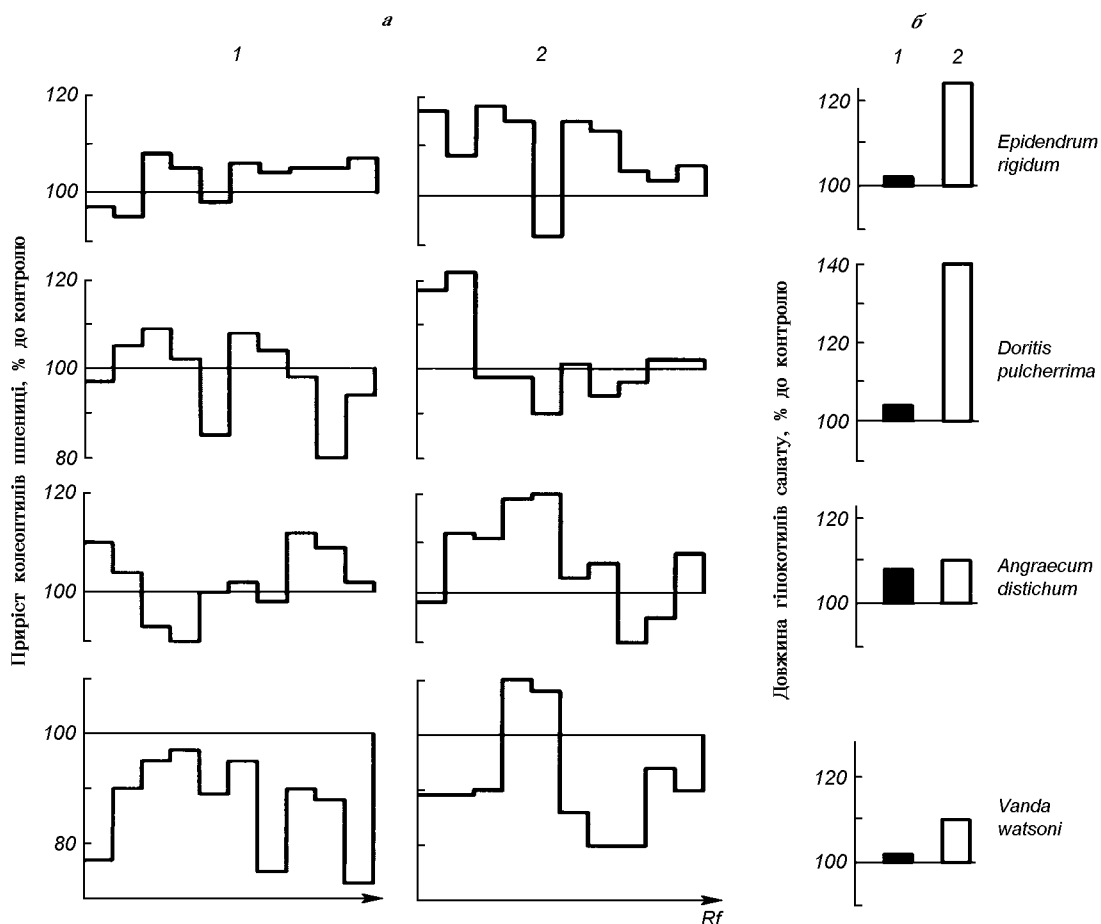 а
б
1
2
1
2
Приріст колеоптилів пшениці, % до контролю
120
100
120
100
80
120
100
100
80
Rf
Довжина гіпокотилів салату, % до контролю
120
100
Epidendrum
rigidum
140
120
100
Doritis
pulcherrima
120
100
Angraecum
distichum
120
100
Vanda
watsoni